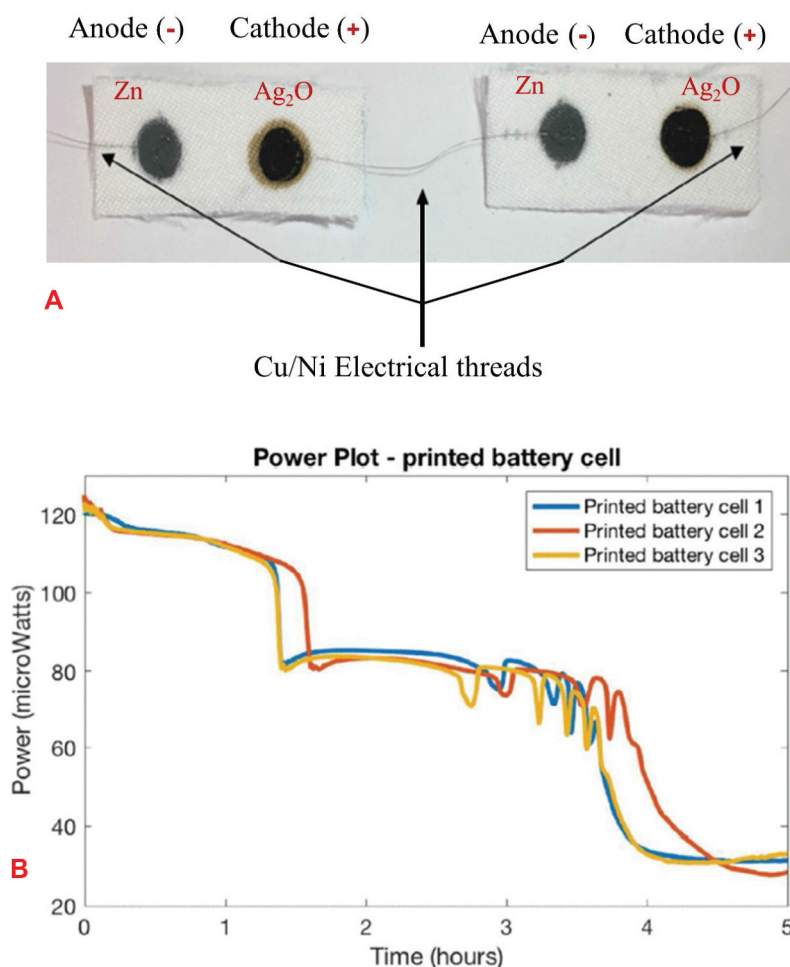 Anode (-) Cathode (+) Anode (-) Cathode (+)
Zn Ag₂O Zn Ag₂O
A
Cu/Ni Electrical threads
Power Plot - printed battery cell
Printed battery cell 1
Printed battery cell 2
Printed battery cell 3
120
100
80
60
40
20
Power (microWatts)
B
0 1 2 3 4 5
Time (hours)